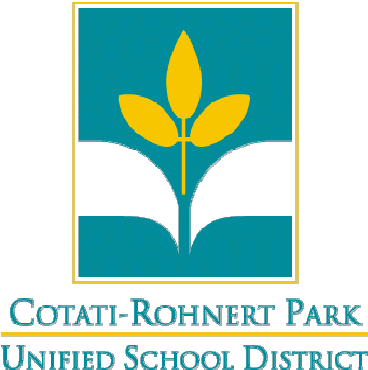 COTATI-ROHNERT PARK
UNIFIED SCHOOL DISTRICT